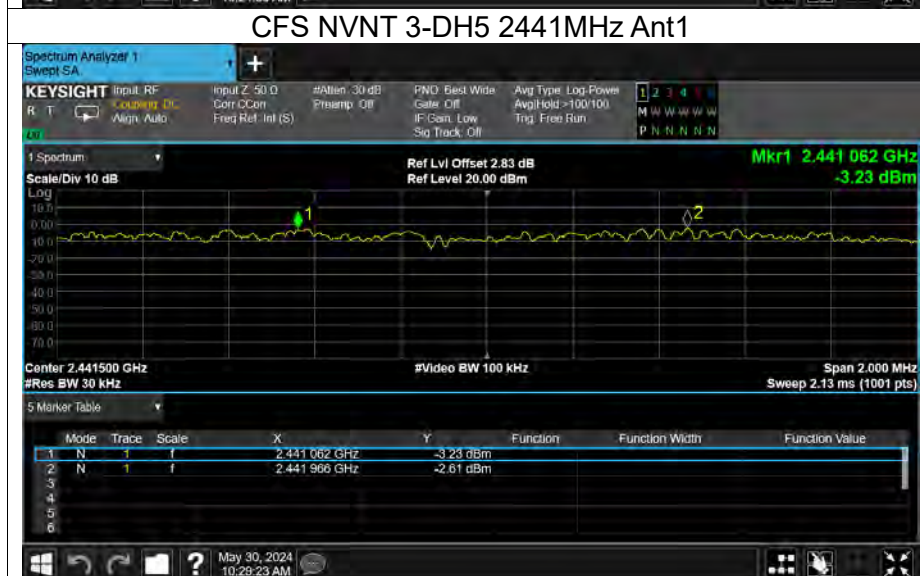 CFS NVNT 3-DH5 2441MHz Ant1
Spectrum Analyzer 1
Swept SA
+
KEYSIGHT Input: RF Input Z: 50 Ω #Atten: 30 dB PNO: Best Wide Avg Type: Log-Power 1 2 3 4
R T Coupling: DC Corr CCorr Preamp: Off Gate: Off Avg|Hold: >100/100 M W W W W W
Align: Auto Freq Ref: Int (S) IF Gain: Low Trig: Free Run
Sig Track: Off P N N N N N
1 Spectrum
Ref Lvl Offset 2.83 dB Mkr1 2.441 062 GHz
Scale/Div 10 dB Ref Level 20.00 dBm -3.23 dBm
Log
10.0
0.00
1
2
Center 2.441500 GHz #Video BW 100 kHz Span 2.000 MHz
#Res BW 30 kHz Sweep 2.13 ms (1001 pts)
5 Marker Table
Mode Trace Scale X Y Function Function Width Function Value
1 N 1 f 2.441 062 GHz -3.23 dBm
2 N 1 f 2.441 966 GHz -2.61 dBm
3
4
5
6
? May 30, 2024
10:29:23 AM